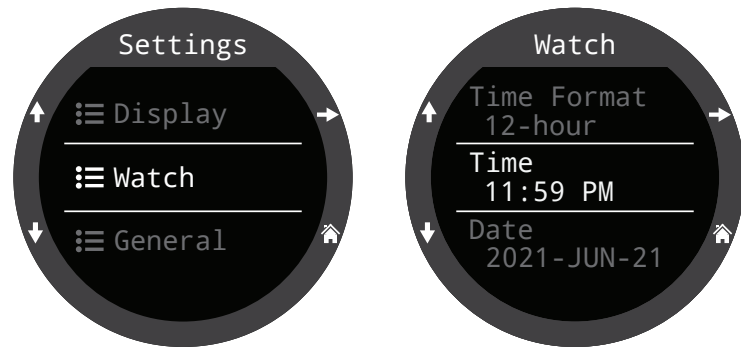 Settings
Display
Watch
General
Watch
Time Format
12-hour
Time
11:59 PM
Date
2021-JUN-21